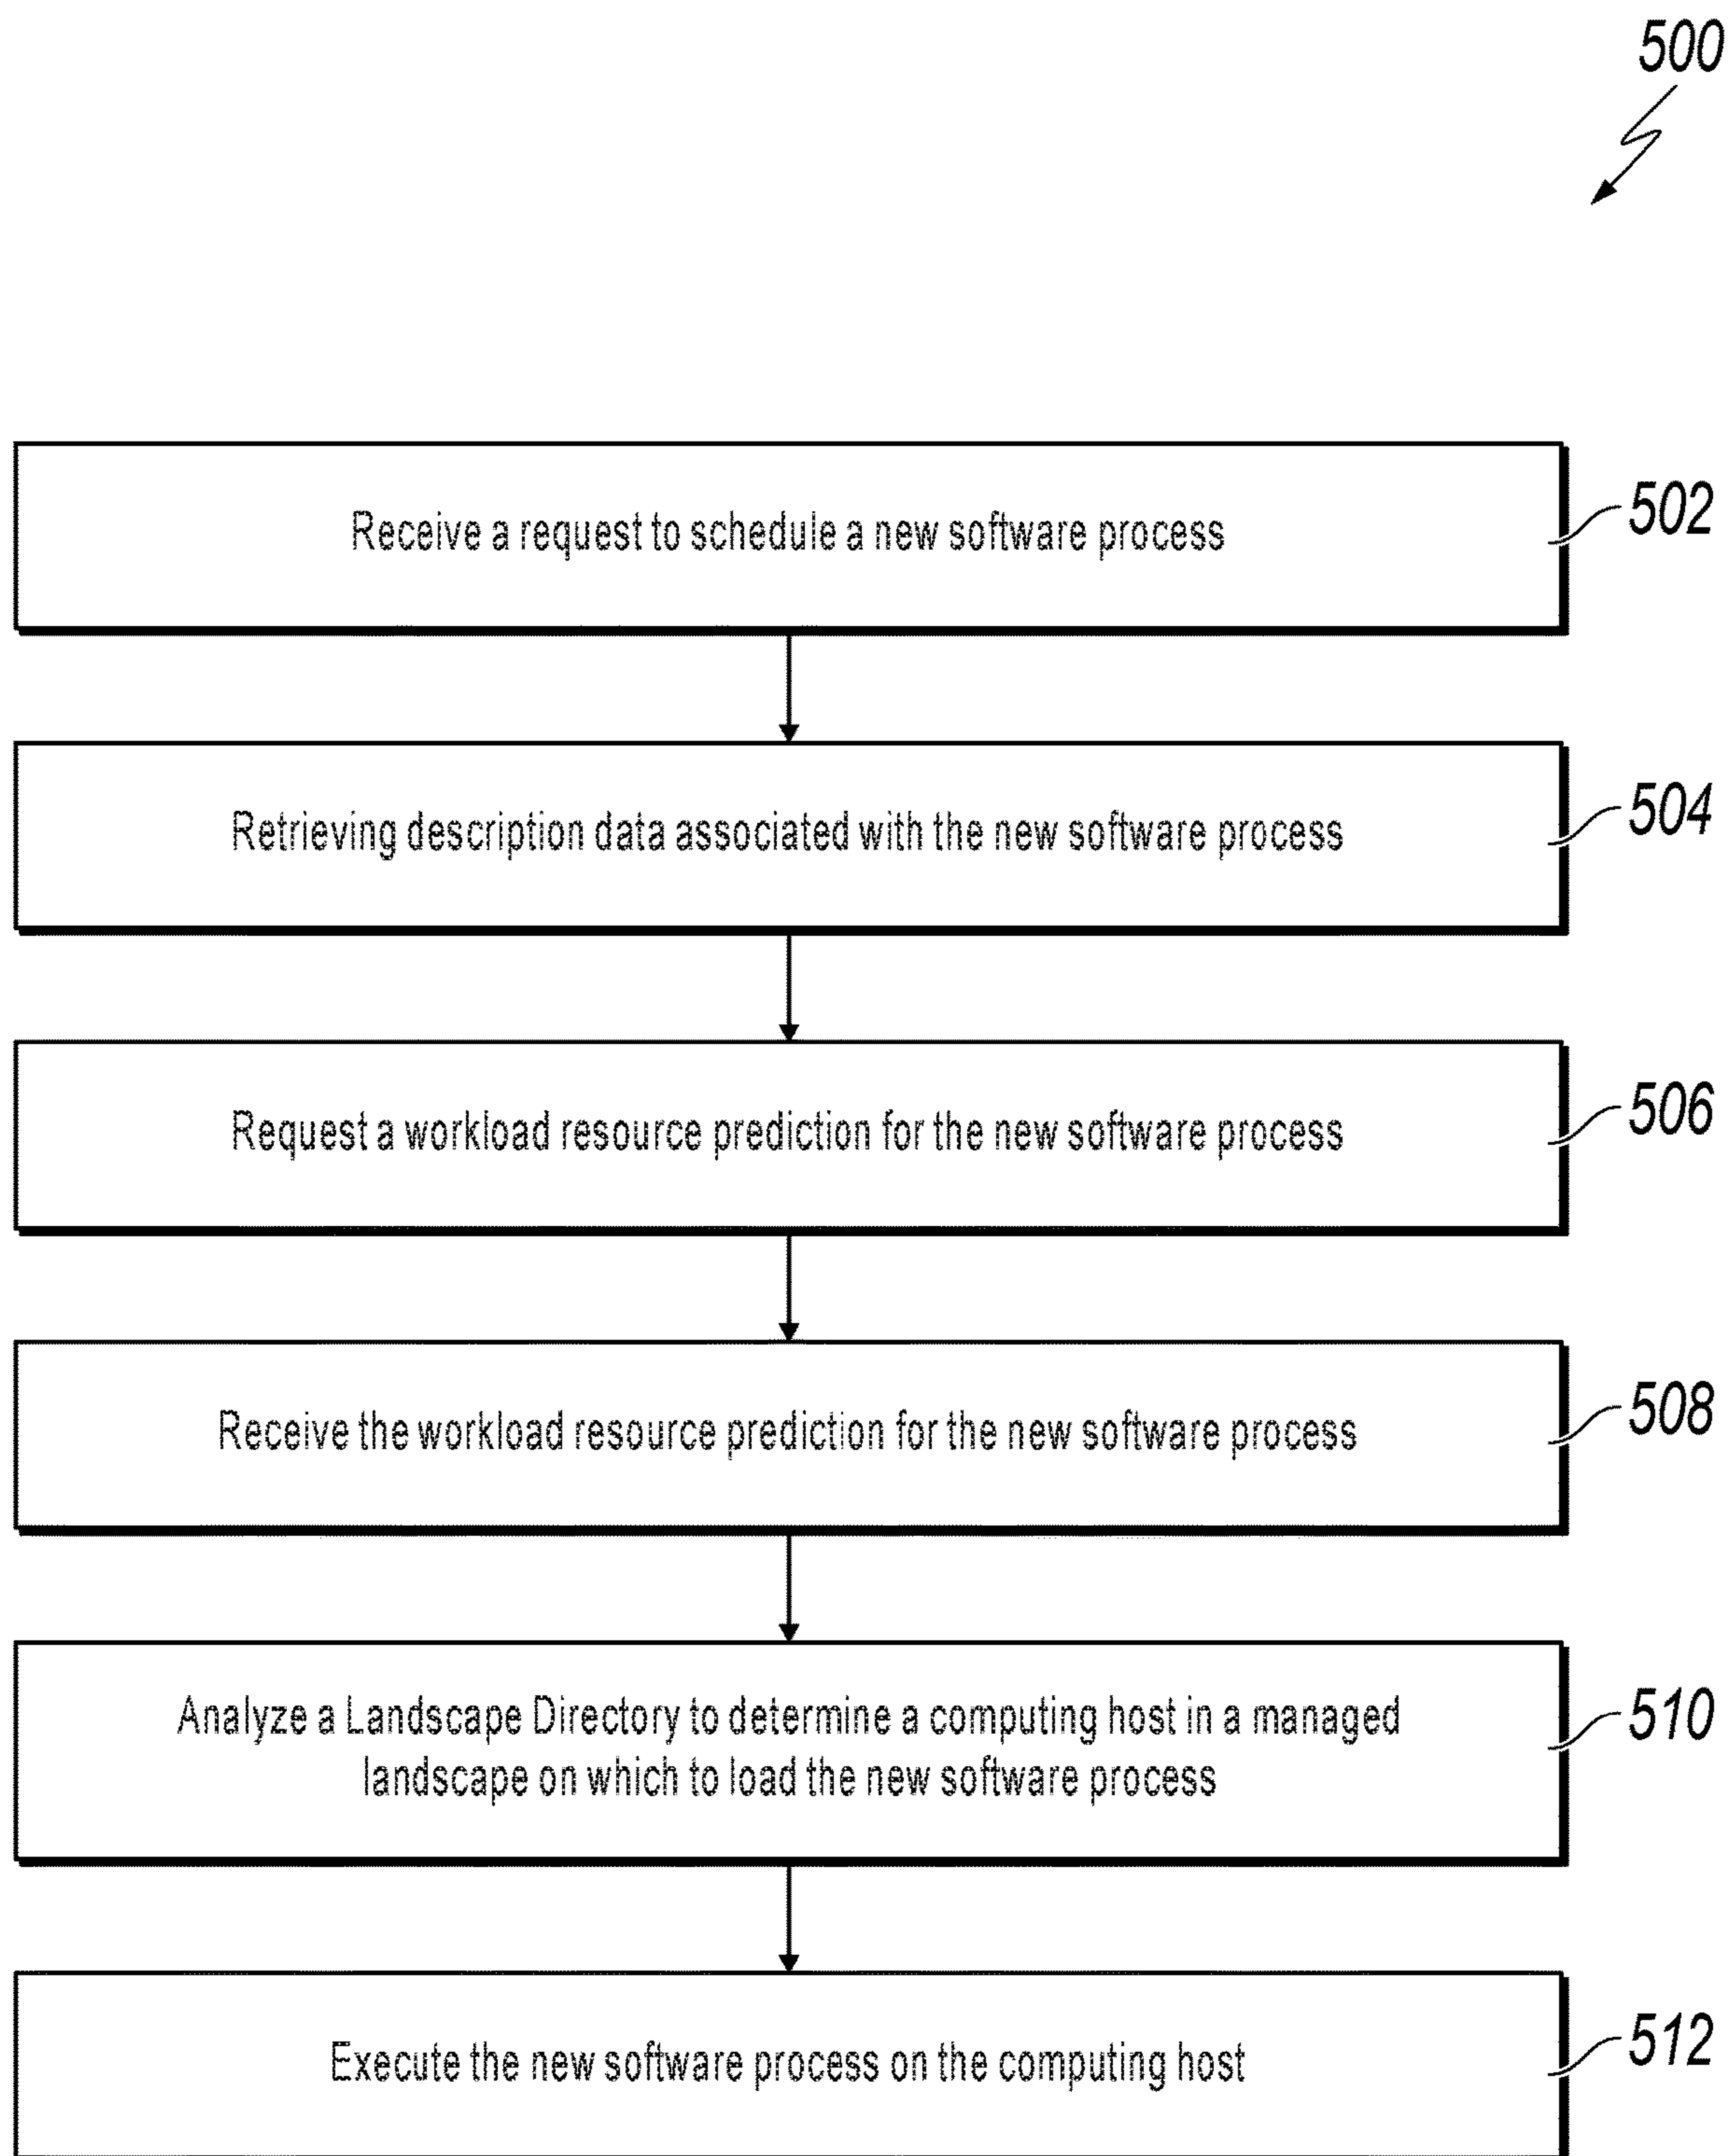 500
Receive a request to schedule a new software process
502
Retrieving description data associated with the new software process
504
Request a workload resource prediction for the new software process
506
Receive the workload resource prediction for the new software process
508
Analyze a Landscape Directory to determine a computing host in a managed
landscape on which to load the new software process
510
Execute the new software process on the computing host
512